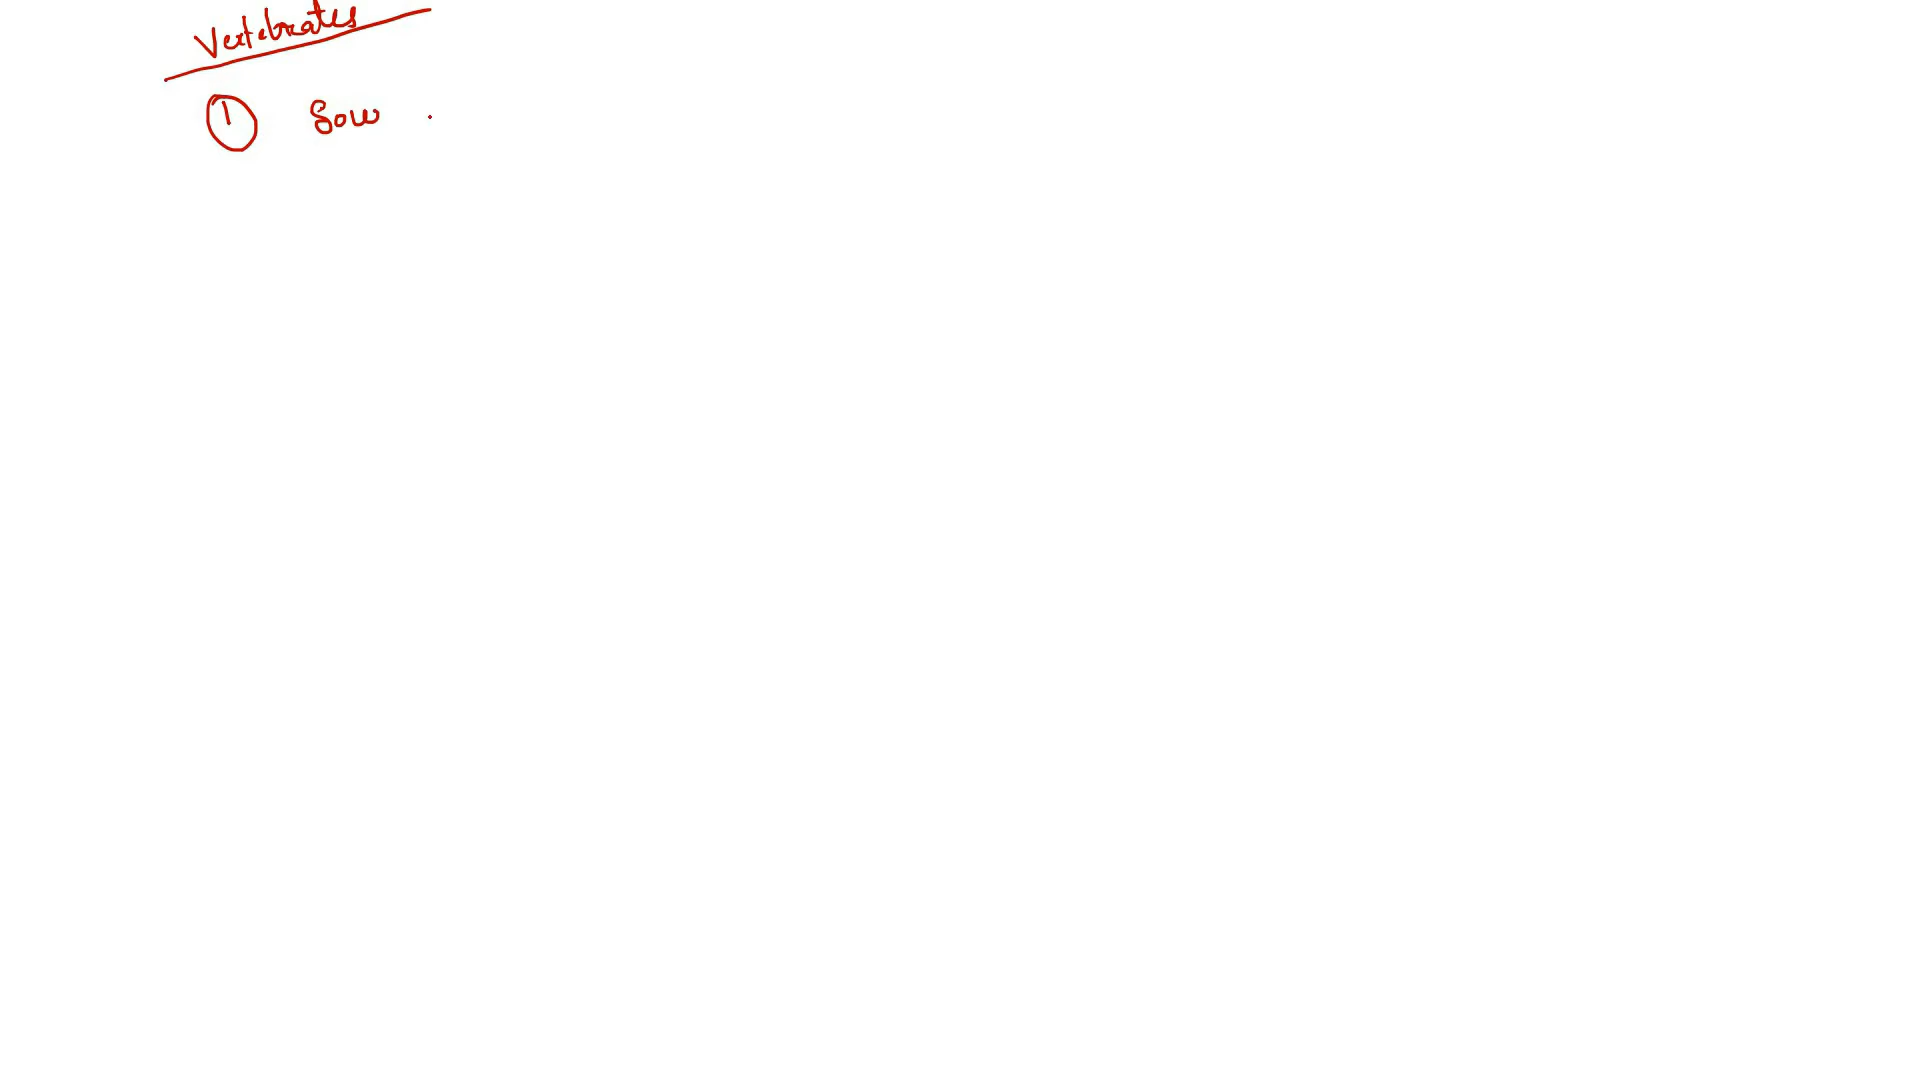 Vertebrates
① Sow .